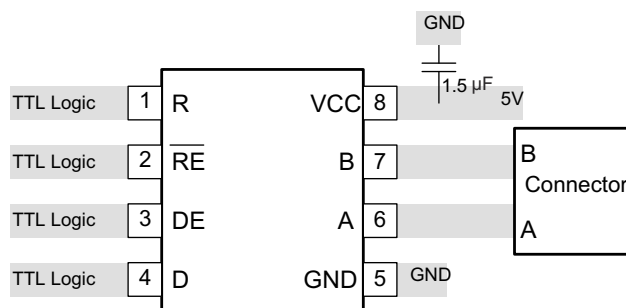 GND
1.5 µF
TTL Logic 1 R VCC 8 5V
TTL Logic 2 RE B 7 B
Connector
TTL Logic 3 DE A 6 A
TTL Logic 4 D GND 5 GND